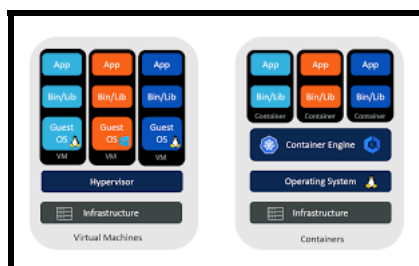 App App App
Bin/Lib Bin/Lib Bin/Lib
Guest OS Guest OS Guest OS
VM VM VM
Hypervisor
Infrastructure
Virtual Machines
App App App
Bin/Lib Bin/Lib Bin/Lib
Container Container Container
Container Engine
Operating System
Infrastructure
Containers